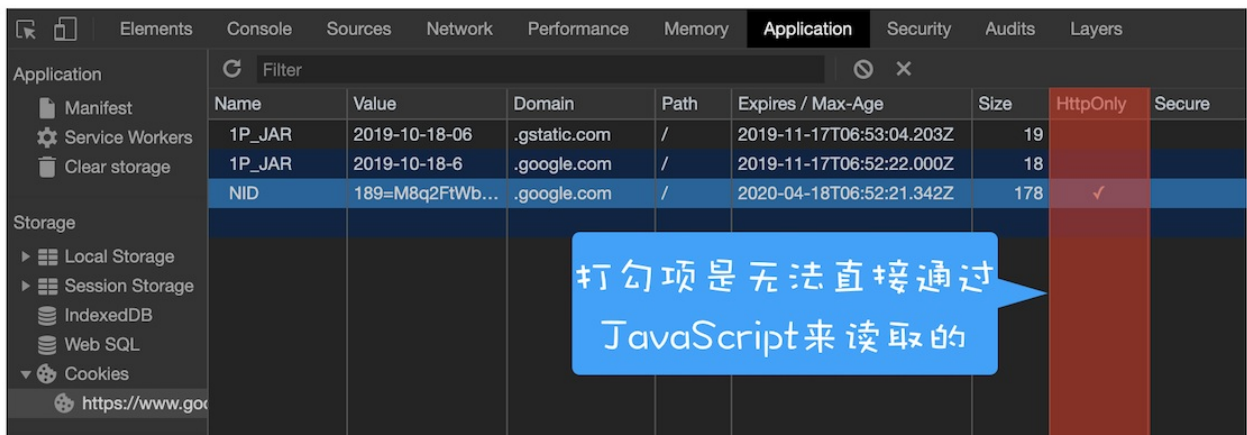 Elements Console Sources Network Performance Memory Application Security Audits Layers
Application
Filter
Manifest
Service Workers
Clear storage
Storage
Local Storage
Session Storage
IndexedDB
Web SQL
Cookies
https://www.goo
Name Value Domain Path Expires / Max-Age Size HttpOnly Secure
1P_JAR 2019-10-18-06 .gstatic.com / 2019-11-17T06:53:04.203Z 19
1P_JAR 2019-10-18-6 .google.com / 2019-11-17T06:52:22.000Z 18
NID 189=M8q2FtWb... .google.com / 2020-04-18T06:52:21.342Z 178 ✓
打勾项是无法直接通过
JavaScript来读取的